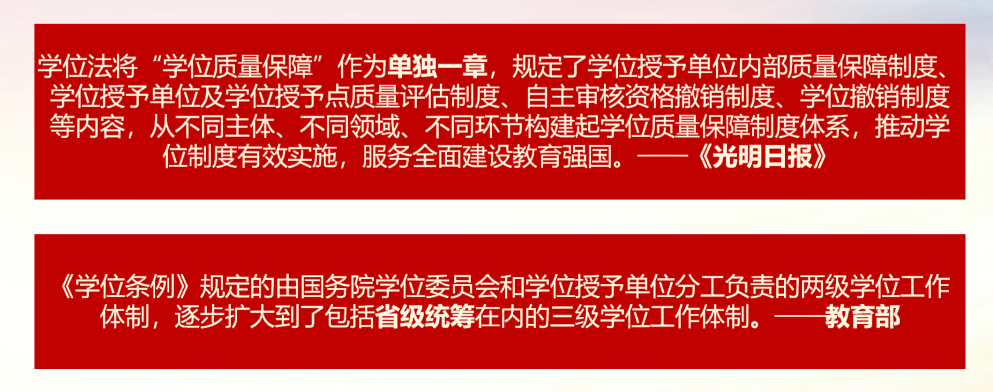 学位法将“学位质量保障”作为单独一章，规定了学位授予单位内部质量保障制度、
学位授予单位及学位授予点质量评估制度、自主审核资格撤销制度、学位撤销制度
等内容，从不同主体、不同领域、不同环节构建起学位质量保障制度体系，推动学
位制度有效实施，服务全面建设教育强国。——《光明日报》
《学位条例》规定的由国务院学位委员会和学位授予单位分工负责的两级学位工作
体制，逐步扩大到了包括省级统筹在内的三级学位工作体制。——教育部